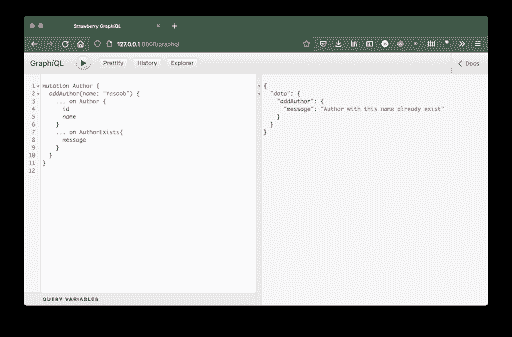 Strawberry GraphiQL
127.0.0.1:8000/graphql
GraphiQL
Prettify
History
Explorer
Docs
1 mutation Author {
2 addAuthor(name: ) {
3 ... on Author {
4 id
5 name
6 }
7 ... on AuthorExists{
8 message
9 }
10 }
11 }
12
{
"data": {
"addAuthor": {
"message": "Author with this name already exist"
}
}
}
QUERY VARIABLES